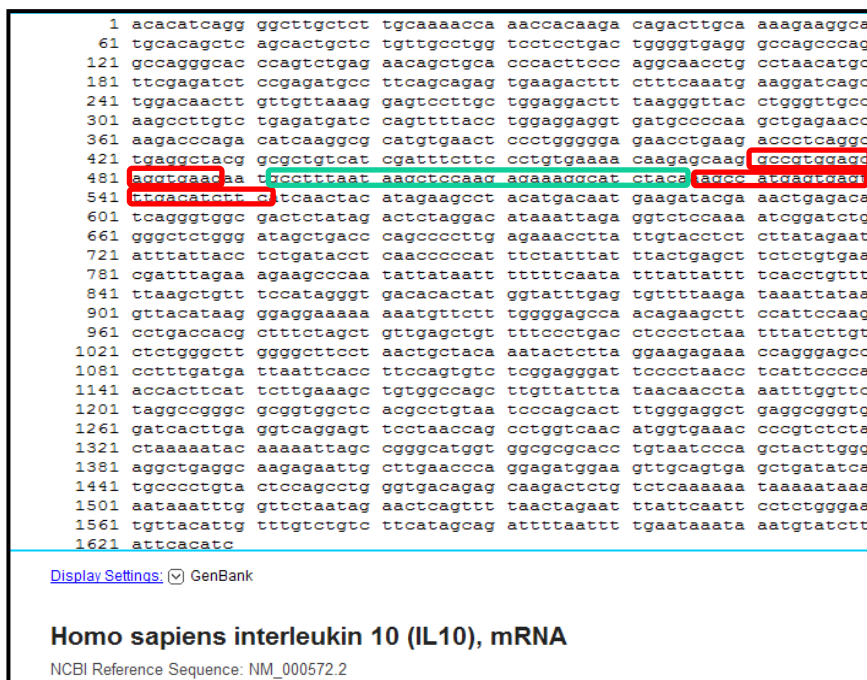 1 acacatcagg ggcttgctct tgcaaaacca aaccacaaga cagacttgca aaagaaggca
61 tgcacagctc agcactgctc tgttgcctgg tcctcctgac tggggtgagg gccagcccag
121 gccagggcac ccagtctgag aacagctgca cccacttccc aggcaacctg cctaacatgc
181 ttcgagatct ccgagatgcc ttcagcagag tgaagacttt ctttcaaatg aaggatcagc
241 tggacaactt gttgttaaag gagtccttgc tggaggactt taagggttac ctgggttgcc
301 aagccttgtc tgagatgatc cagttttacc tggaggaggt gatgccccaa gctgagaacc
361 aagacccaga catcaaggcg catgtgaact ccctggggga gaacctgaag accctcaggc
421 tgaggctacg gcgctgtcat cgatttcttc cctgtgaaaa caagagcaag gccgtggagc
481 aggtgaagaa tgcctttaat aagctccaag agaaaggcat ctacaaagcc atgagtgagt
541 ttgacatctt catcaactac atagaagcct acatgacaat gaagatacga aactgagaca
601 tcagggtggc gactctatag actctaggac ataaattaga ggtctccaaa atcggatctg
661 gggctctggg atagctgacc cagccccttg agaaacctta ttgtacctct cttatagaat
721 atttattacc tctgatacct caacccccat ttctatttat ttactgagct tctctgtgaa
781 cgatttagaa agaagcccaa tattataatt tttttcaata tttattattt tcacctgttt
841 ttaagctgtt tccatagggt gacacactat ggtatttgag tgttttaaga taaattataa
901 gttacataag ggaggaaaaa aaatgttctt tggggagcca acagaagctt ccattccaag
961 cctgaccacg ctttctagct gttgagctgt tttccctgac ctccctctaa tttatcttgt
1021 ctctgggctt ggggcttcct aactgctaca aatactctta ggaagagaaa ccagggagcc
1081 cctttgatga ttaattcacc ttccagtgtc tcggagggat tcccctaacc tcattcccca
1141 accacttcat tcttgaaagc tgtggccagc ttgttattta taacaaccta aatttggttc
1201 taggccgggc gcggtggctc acgcctgtaa tcccagcact ttgggaggct gaggcgggtg
1261 gatcacttga ggtcaggagt tcctaaccag cctggtcaac atggtgaaac cccgtctcta
1321 ctaaaaatac aaaaattagc cgggcatggt ggcgcgcacc tgtaatccca gctacttggg
1381 aggctgaggc aagagaattg cttgaaccca ggagatggaa gttgcagtga gctgatatca
1441 tgcccctgta ctccagcctg ggtgacagag caagactctg tctcaaaaaa taaaaataaa
1501 aataaatttg gttctaatag aactcagttt taactagaat ttattcaatt cctctgggaa
1561 tgttacattg tttgtctgtc ttcatagcag attttaattt tgaataaata aatgtatctt
1621 attcacatc
Display Settings: GenBank
Homo sapiens interleukin 10 (IL10), mRNA
NCBI Reference Sequence: NM_000572.2